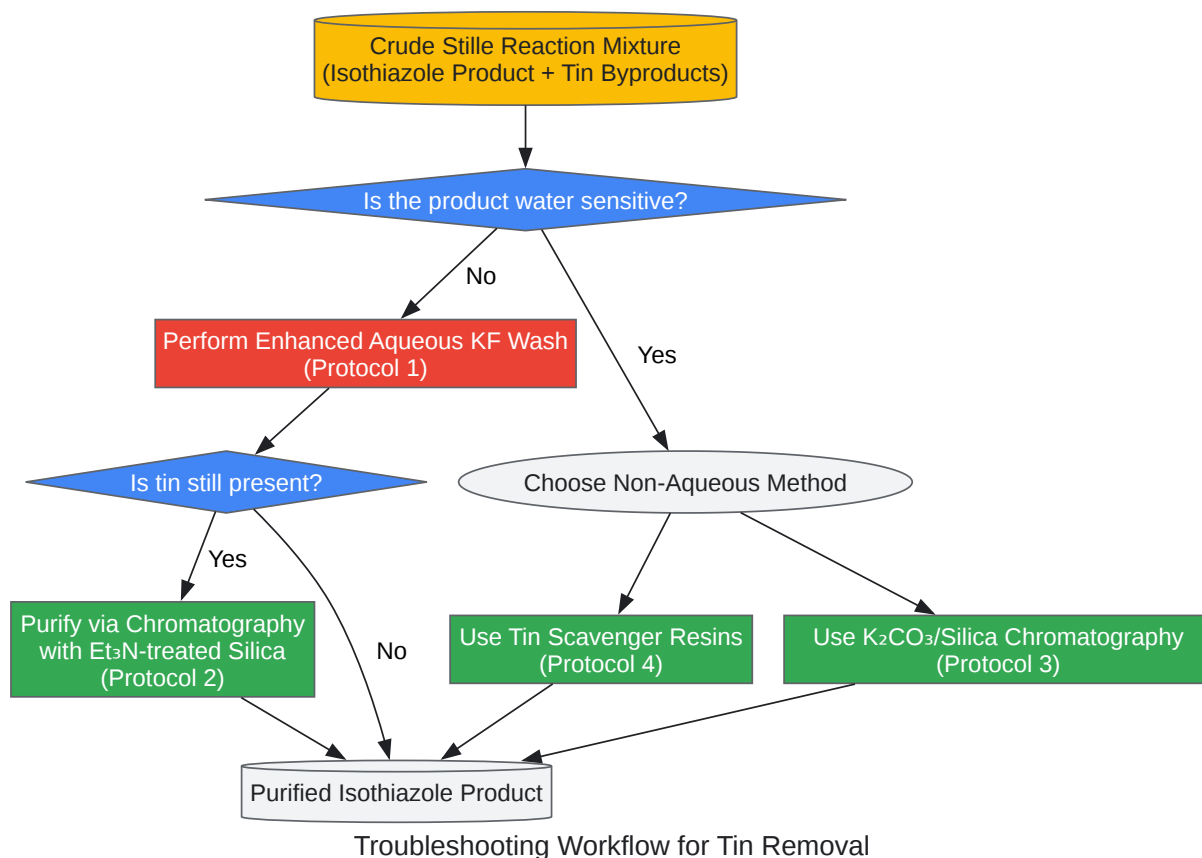 Crude Stille Reaction Mixture
(Isothiazole Product + Tin Byproducts)
Is the product water sensitive?
No
Yes
Perform Enhanced Aqueous KF Wash
(Protocol 1)
Is tin still present?
Choose Non-Aqueous Method
Yes
No
Purify via Chromatography
with Et₃N-treated Silica
(Protocol 2)
Use Tin Scavenger Resins
(Protocol 4)
Use K₂CO₃/Silica Chromatography
(Protocol 3)
Purified Isothiazole Product
Troubleshooting Workflow for Tin Removal